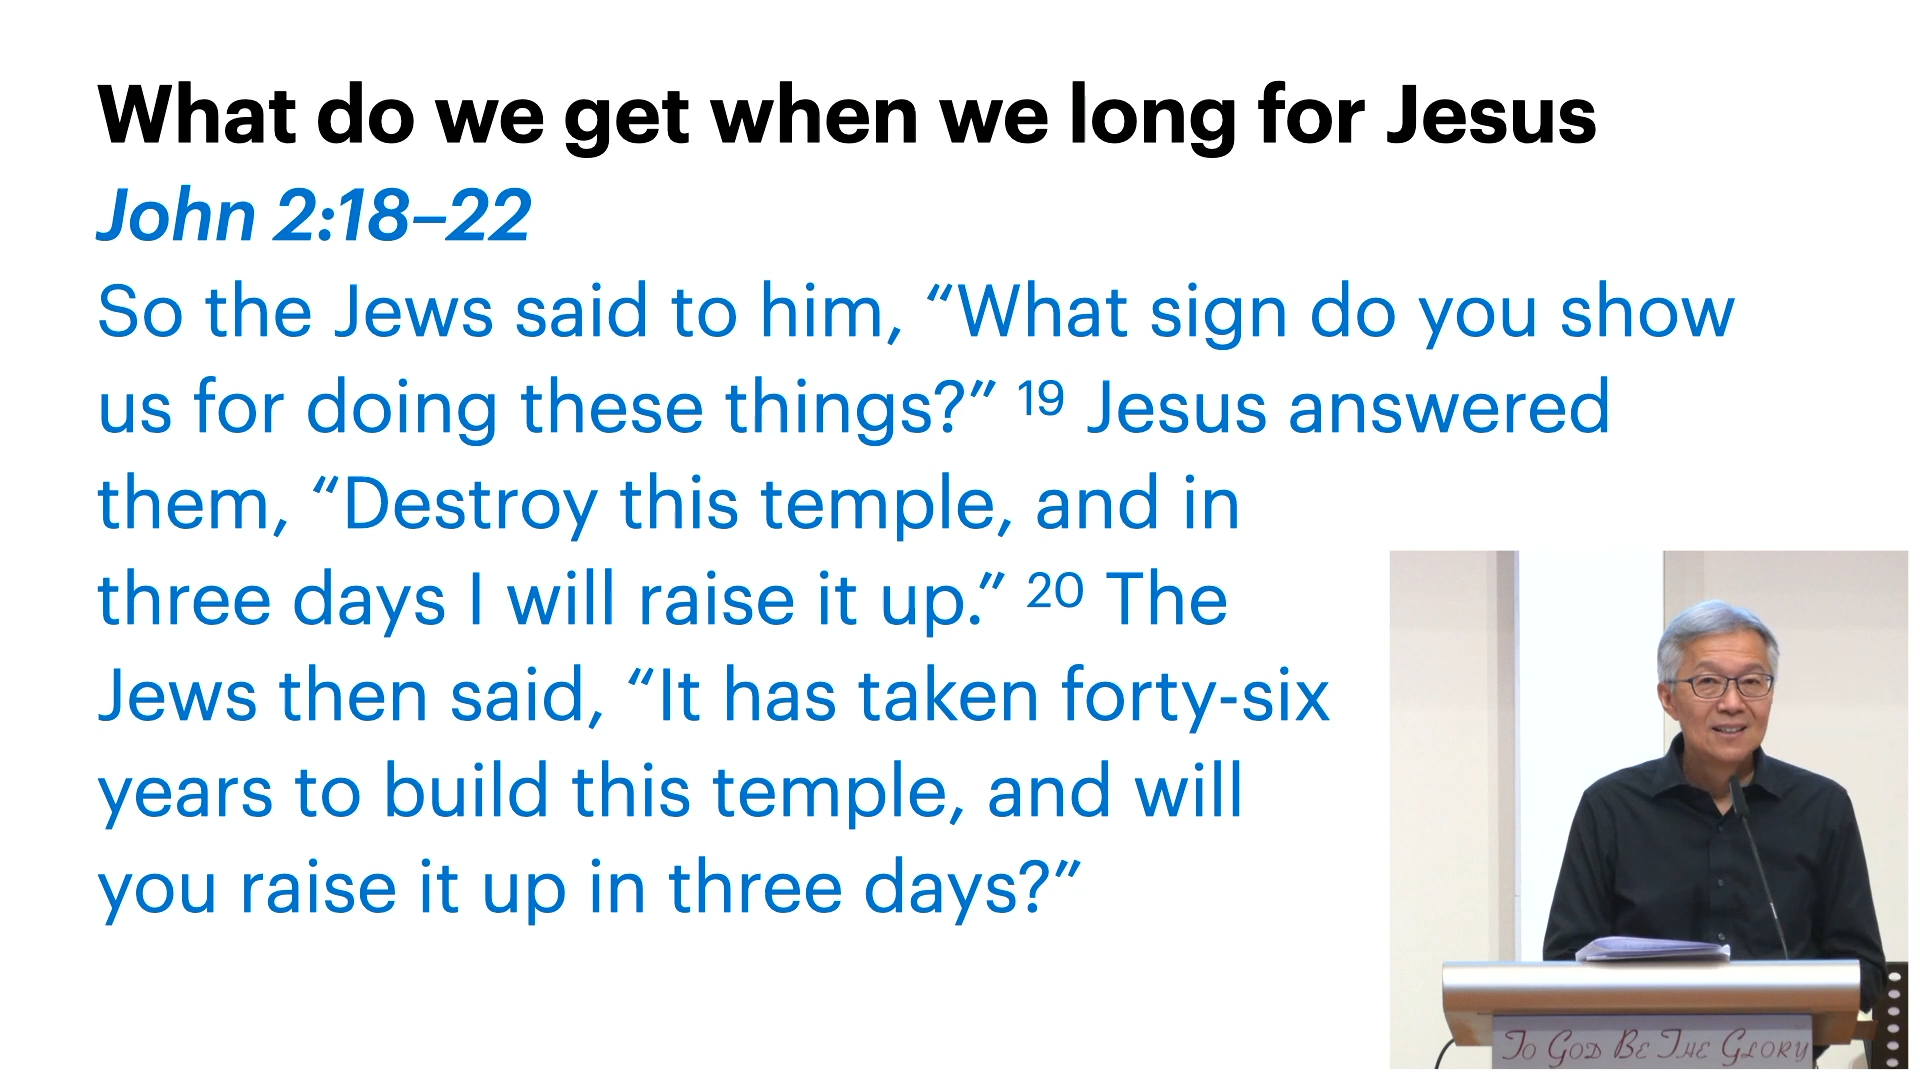 What do we get when we long for Jesus
John 2:18–22
So the Jews said to him, “What sign do you show
us for doing these things?” 19 Jesus answered
them, “Destroy this temple, and in
three days I will raise it up.” 20 The
Jews then said, “It has taken forty-six
years to build this temple, and will
you raise it up in three days?”
To God Be The Glory